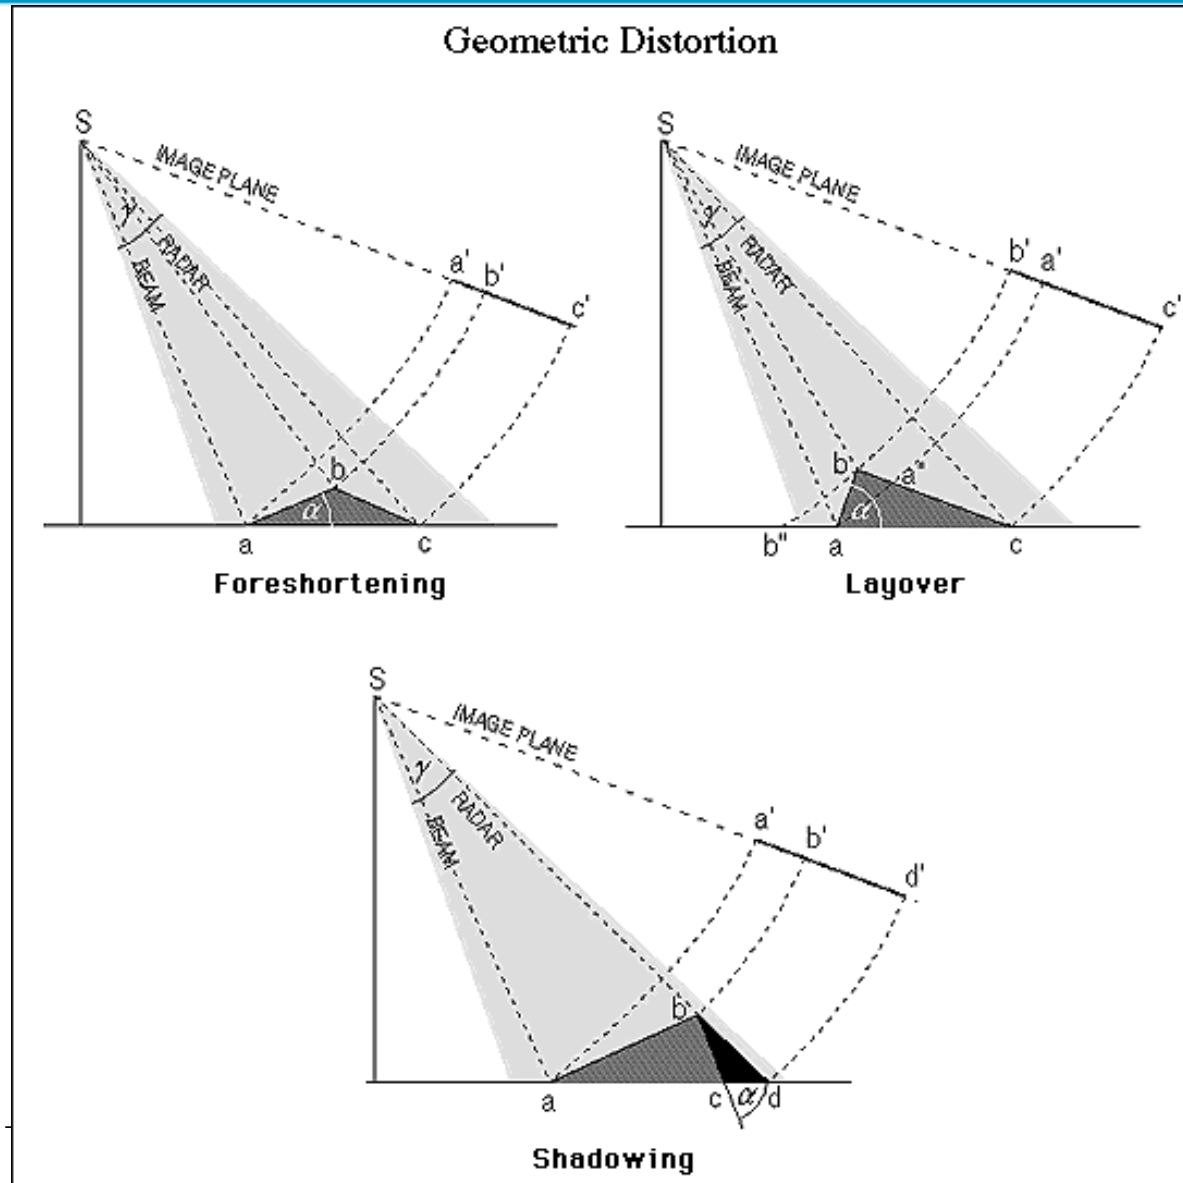 Geometric Distortion
S
IMAGE PLANE
γ
RADAR
BEAM
a' b' c'
b
α
a c
Foreshortening
S
IMAGE PLANE
γ
RADAR
BEAM
b' a' c'
b a"
α
b" a c
Layover
S
IMAGE PLANE
γ
RADAR
BEAM
a' b' d'
b
a c α d
Shadowing